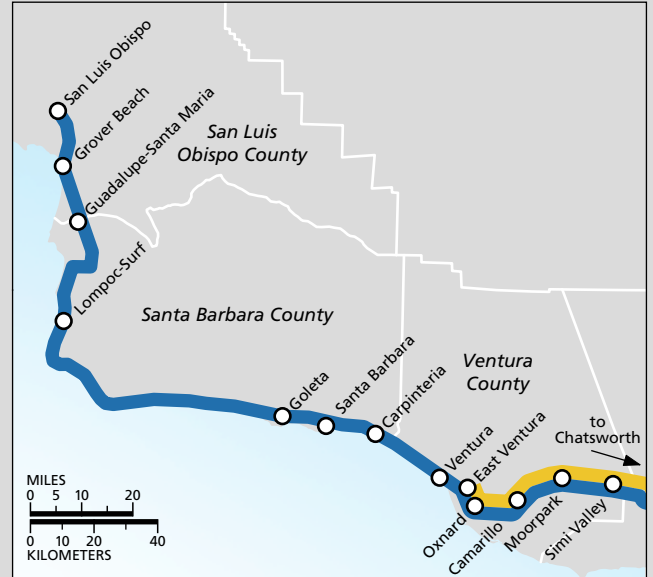 San Luis Obispo
Grover Beach
Guadalupe-Santa Maria
San Luis
Obispo County
Lompoc-Surf
Santa Barbara County
Goleta
Santa Barbara
Carpinteria
Ventura
County
Ventura
East Ventura
to
Chatsworth
Oxnard
Camarillo
Moorpark
Simi Valley
MILES
0 5 10 20
0 10 20 40
KILOMETERS